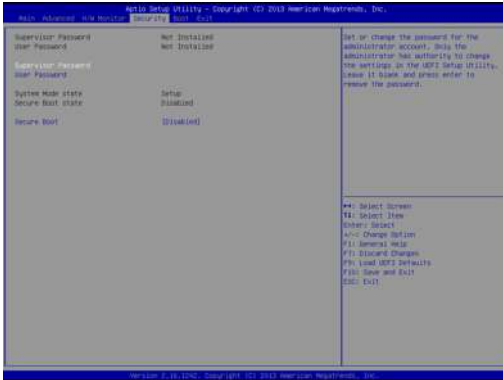 Aptio Setup Utility – Copyright (C) 2013 American Megatrends, Inc.
Main Advanced H/W Monitor Security Boot Exit
Supervisor Password Not Installed
User Password Not Installed
Supervisor Password
User Password
System Mode state Setup
Secure Boot state Disabled
Secure Boot [Disabled]
Set or change the password for the
administrator account. Only the
administrator has authority to change
the settings in the UEFI Setup Utility.
Leave it blank and press enter to
remove the password.
: Select Screen
↑↓: Select Item
Enter: Select
+/-: Change Option
F1: General Help
F7: Discard Changes
F9: Load UEFI Defaults
F10: Save and Exit
ESC: Exit
Version 2.16.1242. Copyright (C) 2013 American Megatrends, Inc.